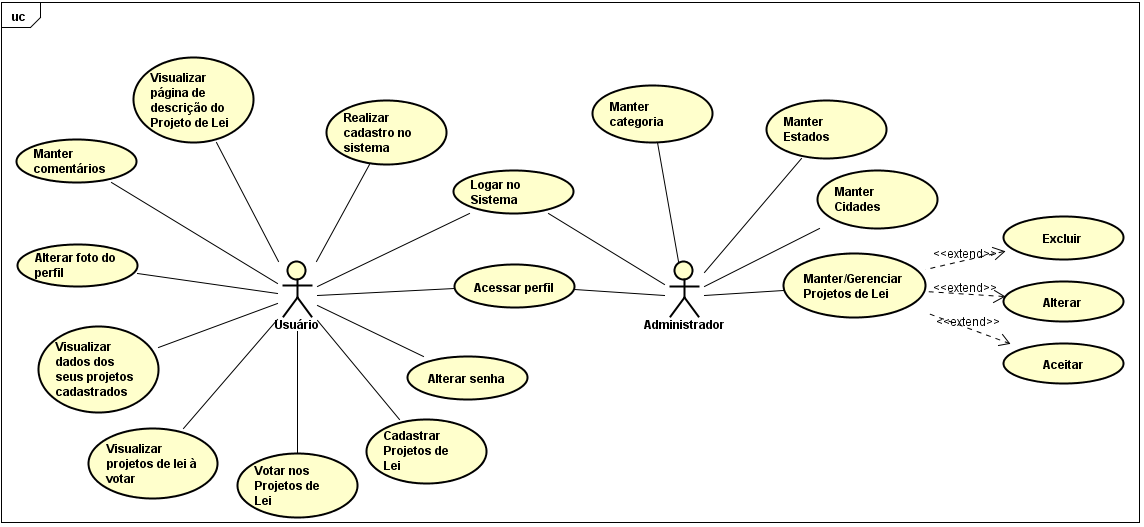 uc
Visualizar
página de
descrição do
Projeto de Lei
Realizar
cadastro no
sistema
Manter
categoria
Manter
Estados
Manter
comentários
Logar no
Sistema
Manter
Cidades
Alterar foto do
perfil
Usuário
Acessar perfil
Administrador
Manter/Gerenciar
Projetos de Lei
<<extend>>
Excluir
<<extend>>
Alterar
<<extend>>
Aceitar
Visualizar
dados dos
seus projetos
cadastrados
Alterar senha
Visualizar
projetos de lei à
votar
Votar nos
Projetos de
Lei
Cadastrar
Projetos de
Lei